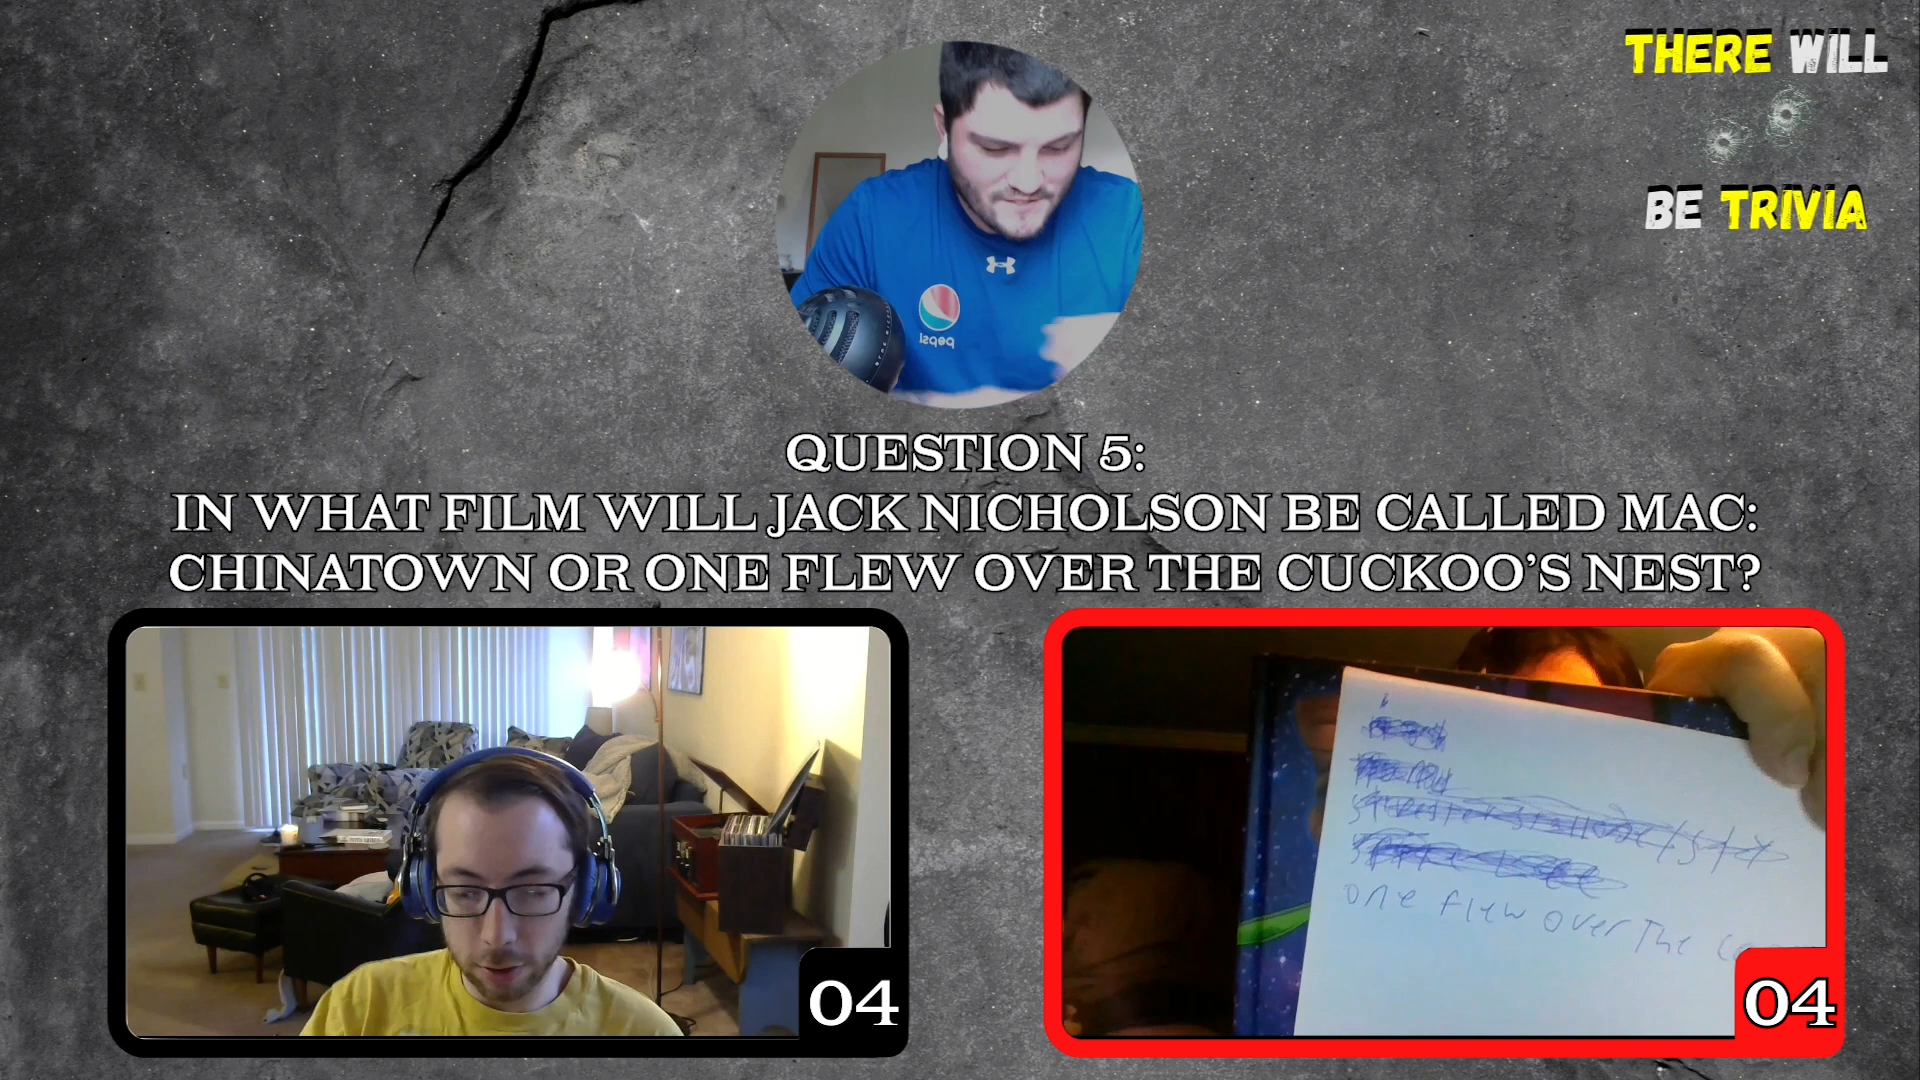 THERE WILL
BE TRIVIA
pepsi
QUESTION 5:
IN WHAT FILM WILL JACK NICHOLSON BE CALLED MAC:
CHINATOWN OR ONE FLEW OVER THE CUCKOO'S NEST?
one flew over The
04
04